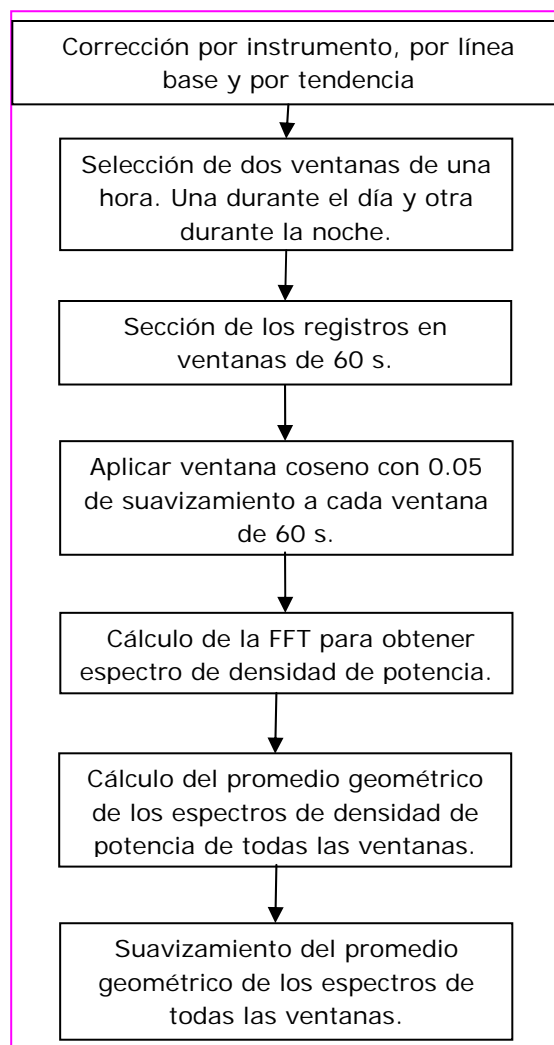 Corrección por instrumento, por línea
base y por tendencia
Selección de dos ventanas de una
hora. Una durante el día y otra
durante la noche.
Sección de los registros en
ventanas de 60 s.
Aplicar ventana coseno con 0.05
de suavizamiento a cada ventana
de 60 s.
Cálculo de la FFT para obtener
espectro de densidad de potencia.
Cálculo del promedio geométrico
de los espectros de densidad de
potencia de todas las ventanas.
Suavizamiento del promedio
geométrico de los espectros de
todas las ventanas.